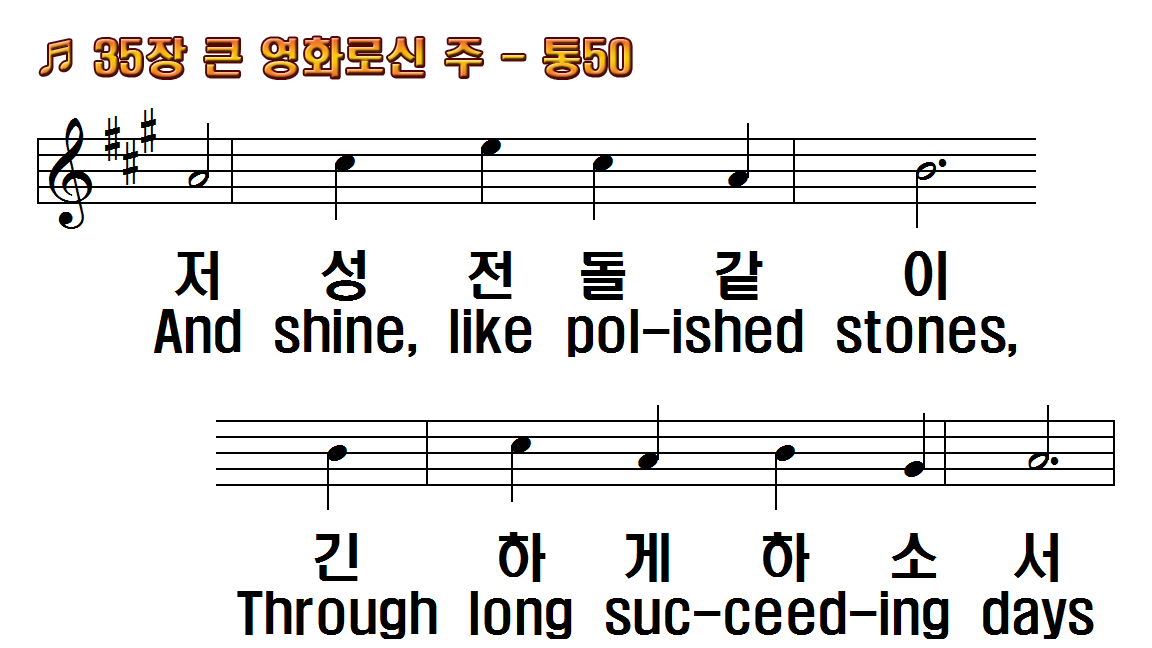 ♬ 35장 큰 영화로신 주 - 통50
저 성 전 돌 같 이
And shine, like pol-ished stones,
긴 하 게 하 소 서
Through long suc-ceed-ing days